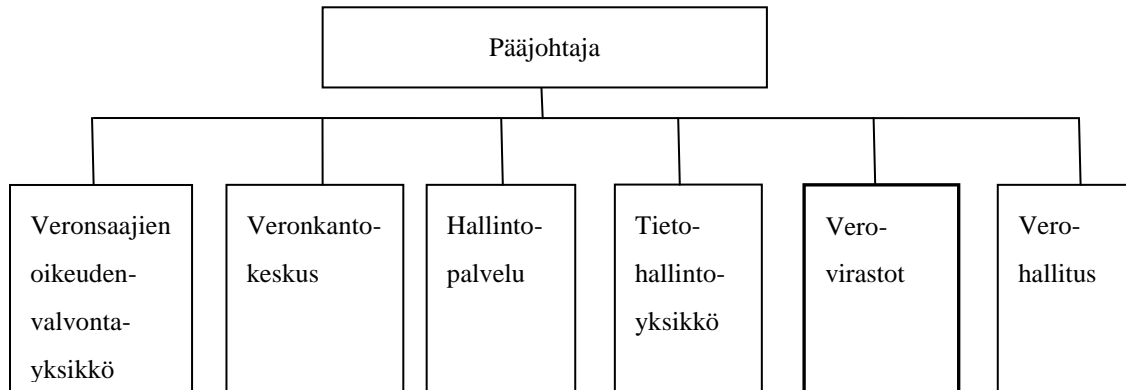 Pääjohtaja
Veronsaajien
oikeuden-
valvonta-
yksikkö
Veronkanto-
keskus
Hallinto-
palvelu
Tieto-
hallinto-
yksikkö
Vero-
virastot
Vero-
hallitus